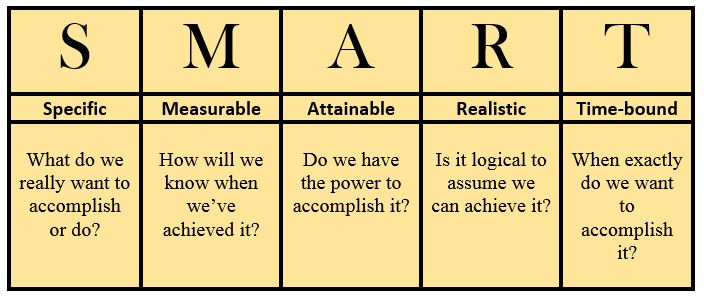 S M A R T
Specific Measurable Attainable Realistic Time-bound
What do we
really want to
accomplish
or do?
How will we
know when
we’ve
achieved it?
Do we have
the power to
accomplish it?
Is it logical to
assume we
can achieve it?
When exactly
do we want
to
accomplish
it?